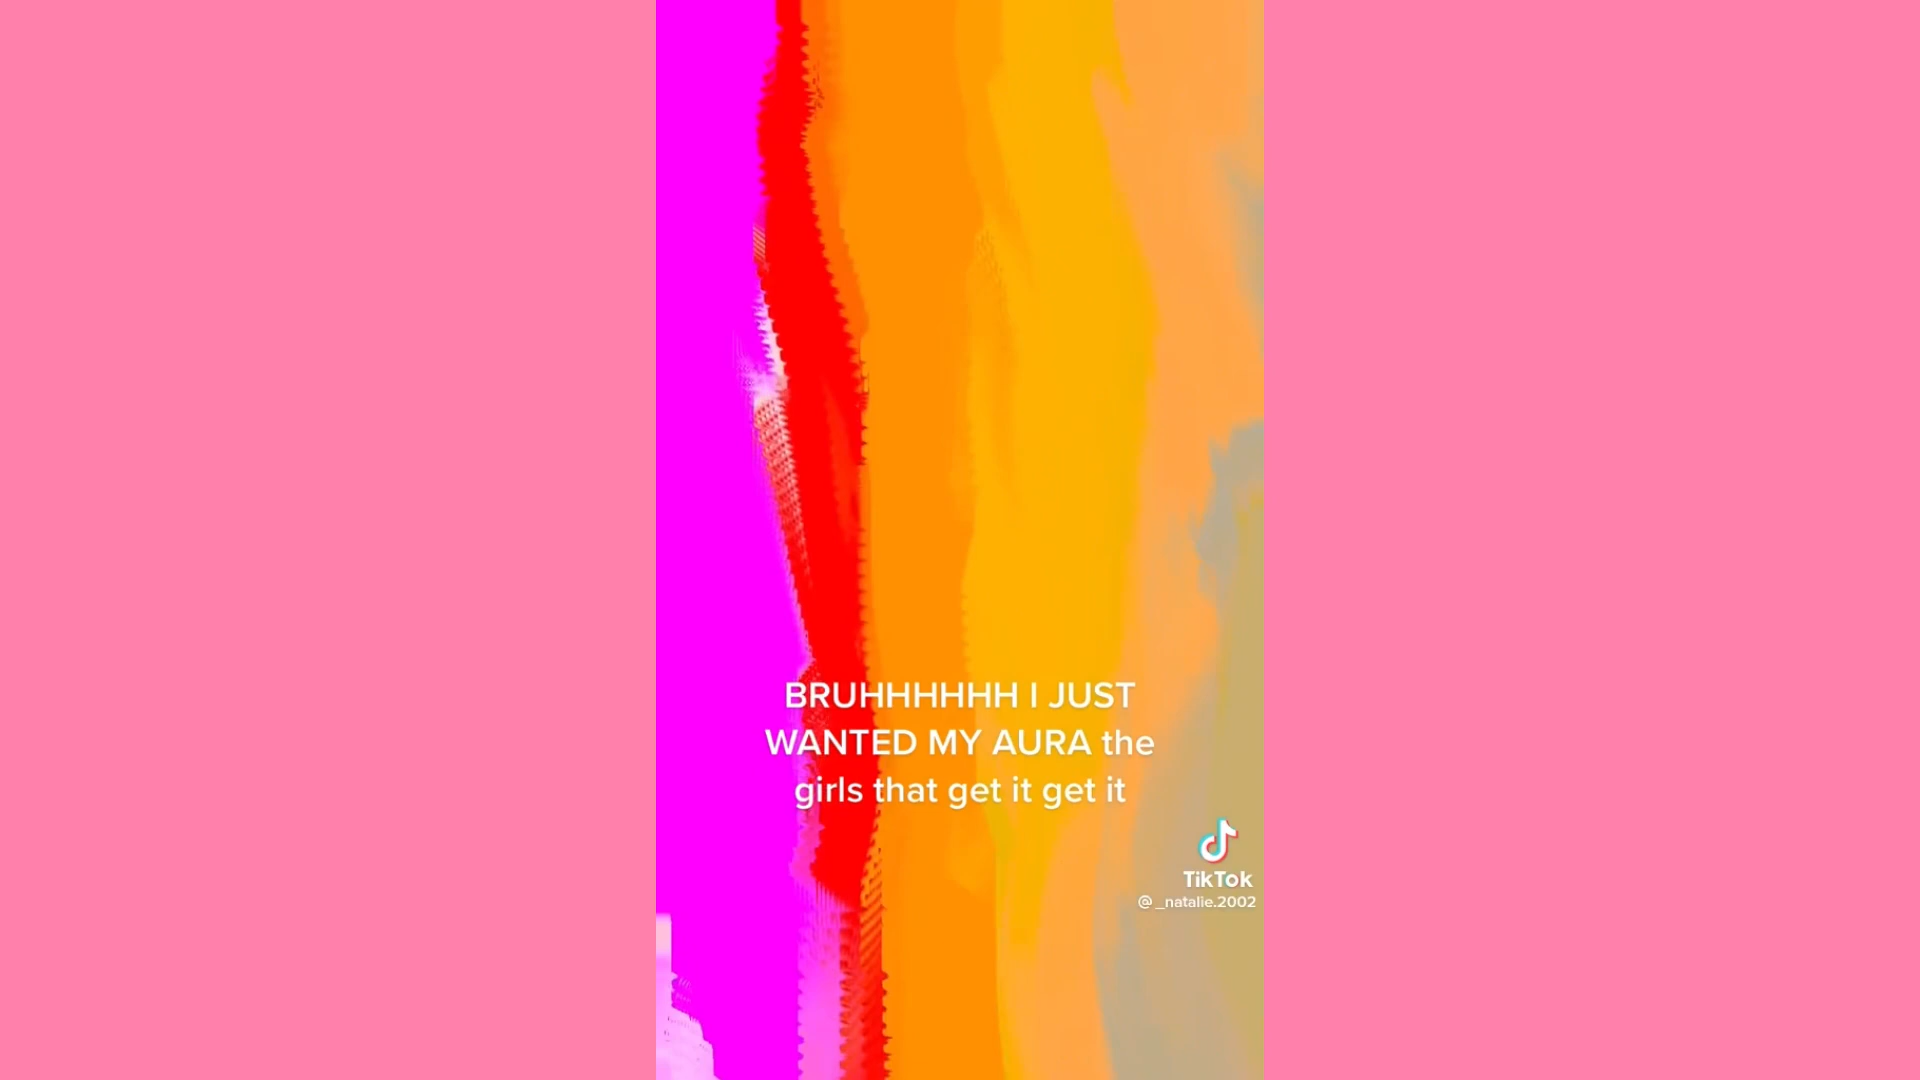 BRUHHHHHH I JUST
WANTED MY AURA the
girls that get it get it
TikTok
@_natalie.2002